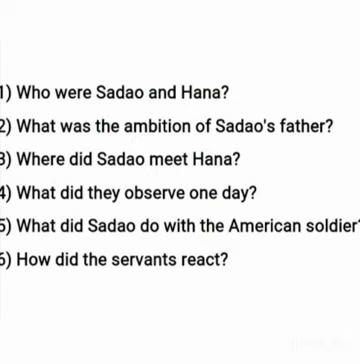 1) Who were Sadao and Hana?
2) What was the ambition of Sadao's father?
3) Where did Sadao meet Hana?
4) What did they observe one day?
5) What did Sadao do with the American soldier?
6) How did the servants react?